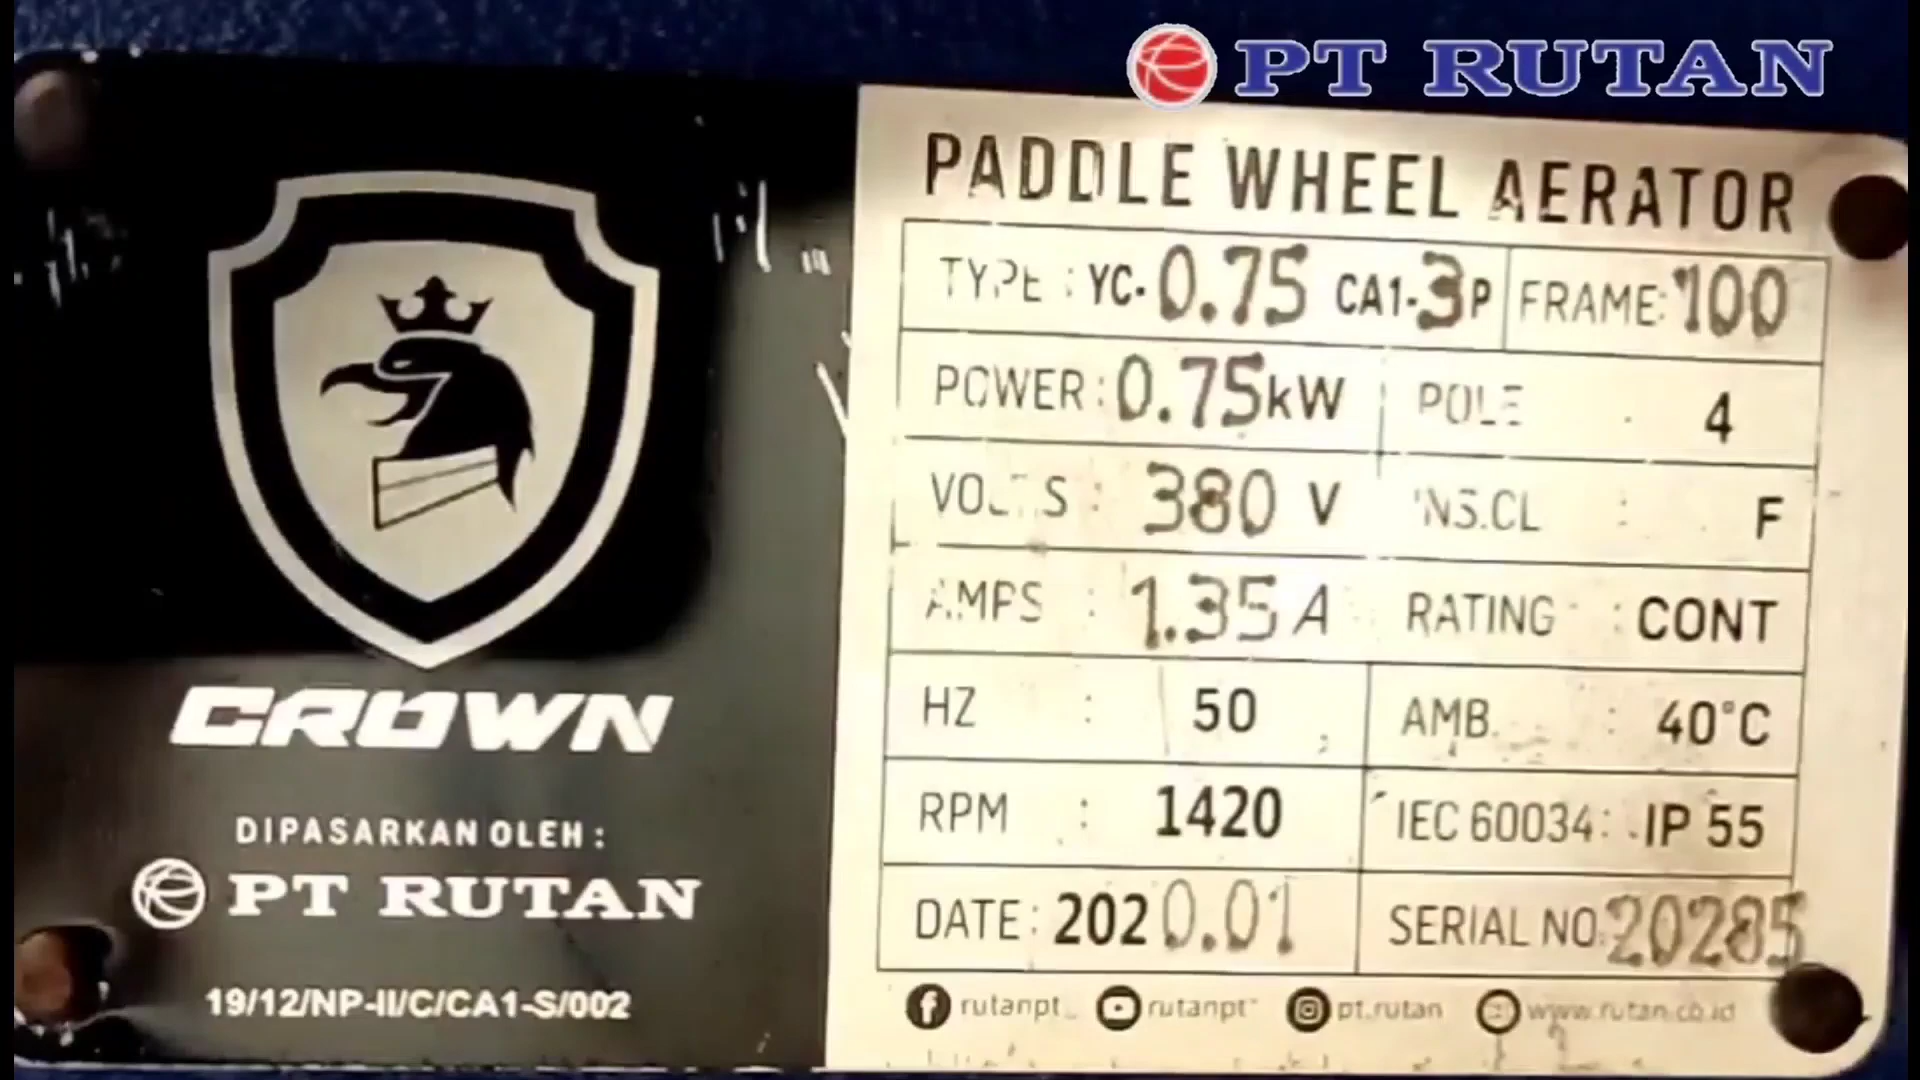 PT RUTAN
PADDLE WHEEL AERATOR
TYPE : YC-0.75 CA1-3P FRAME: 100
POWER: 0.75kW POLE : 4
VOLTS : 380 V INS.CL : F
AMPS : 1.35 A RATING : CONT
HZ : 50 AMB. : 40°C
RPM : 1420 IEC 60034: IP 55
DATE: 2020.01 SERIAL NO: 20285
rutanpt_ rutanpt pt.rutan www.rutan.co.id
CROWN
DIPASARKAN OLEH :
PT RUTAN
19/12/NP-II/C/CA1-S/002